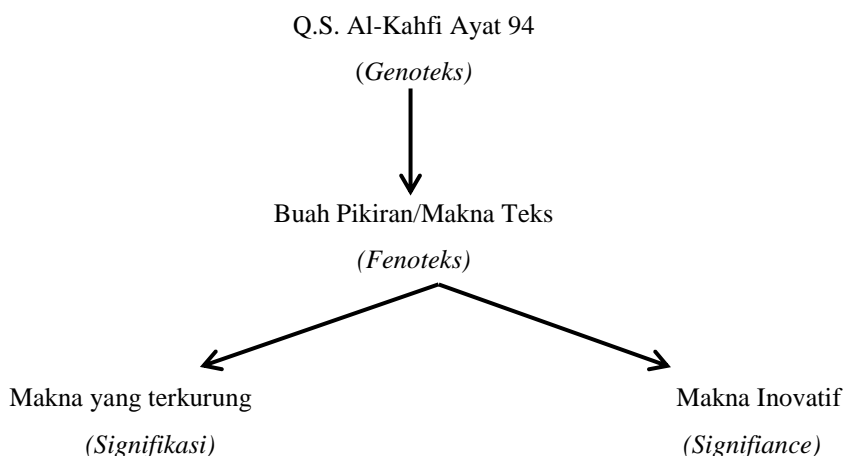 Q.S. Al-Kahfi Ayat 94
(Genoteks)
Buah Pikiran/Makna Teks
(Fenoteks)
Makna yang terkurung
(Signifikasi)
Makna Inovatif
(Signifiance)